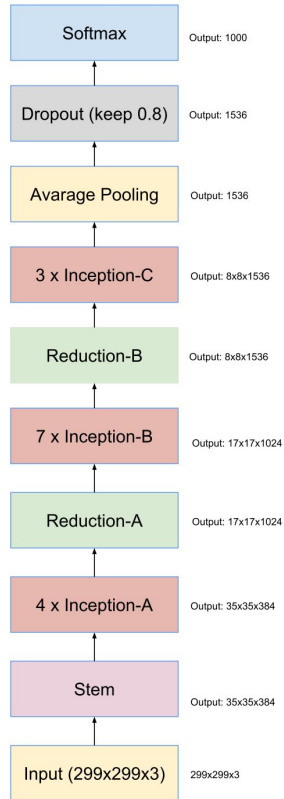 Softmax
Output: 1000
Dropout (keep 0.8)
Output: 1536
Avarage Pooling
Output: 1536
3 x Inception-C
Output: 8x8x1536
Reduction-B
Output: 8x8x1536
7 x Inception-B
Output: 17x17x1024
Reduction-A
Output: 17x17x1024
4 x Inception-A
Output: 35x35x384
Stem
Output: 35x35x384
Input (299x299x3)
299x299x3